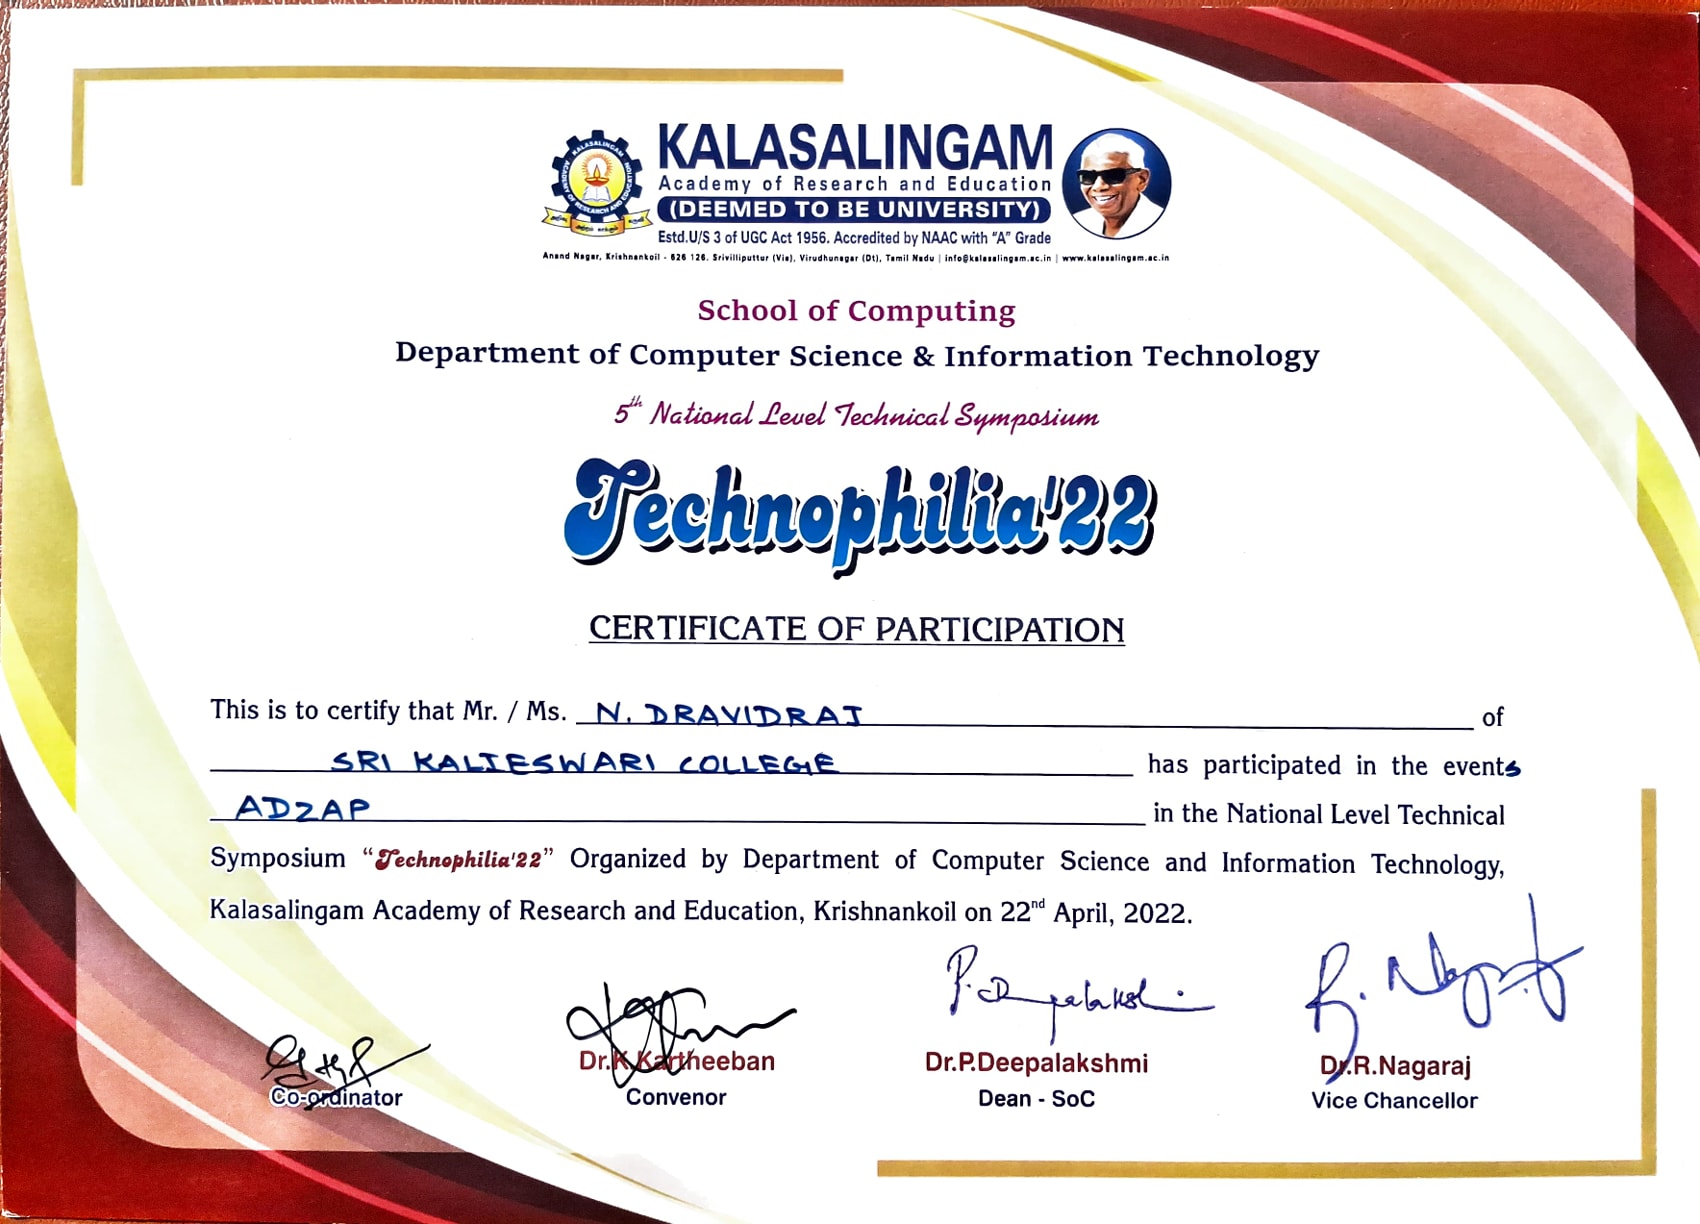 KALASALINGAM
Academy of Research and Education
(DEEMED TO BE UNIVERSITY)
Estd.U/S 3 of UGC Act 1956. Accredited by NAAC with "A" Grade
Anand Nagar, Krishnankoil - 626 126. Srivilliputtur (Via), Virudhunagar (Dt), Tamil Nadu | info@kalasalingam.ac.in | www.kalasalingam.ac.in
School of Computing
Department of Computer Science & Information Technology
5th National Level Technical Symposium
Technophilia'22
CERTIFICATE OF PARTICIPATION
This is to certify that Mr. / Ms. N. DRAVIDRAJ of
SRI KALIESWARI COLLEGE has participated in the events
ADZAP in the National Level Technical
Symposium "Technophilia'22" Organized by Department of Computer Science and Information Technology,
Kalasalingam Academy of Research and Education, Krishnankoil on 22nd April, 2022.
P. Deepalakshmi R. Nagaraj
Dr.K.Kartheeban Dr.P.Deepalakshmi Dr.R.Nagaraj
Co-ordinator Convenor Dean - SoC Vice Chancellor